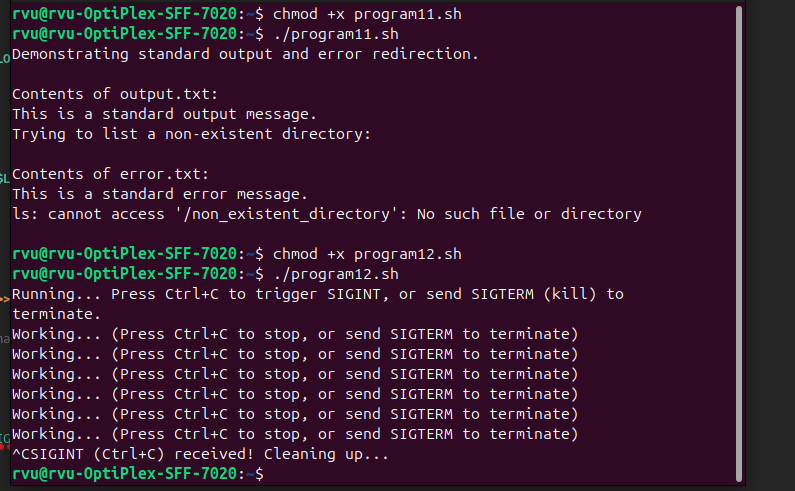 rvu@rvu-OptiPlex-SFF-7020:~$ chmod +x program11.sh
rvu@rvu-OptiPlex-SFF-7020:~$ ./program11.sh
Demonstrating standard output and error redirection.
Contents of output.txt:
This is a standard output message.
Trying to list a non-existent directory:
Contents of error.txt:
This is a standard error message.
ls: cannot access '/non_existent_directory': No such file or directory
rvu@rvu-OptiPlex-SFF-7020:~$ chmod +x program12.sh
rvu@rvu-OptiPlex-SFF-7020:~$ ./program12.sh
Running... Press Ctrl+C to trigger SIGINT, or send SIGTERM (kill) to
terminate.
Working... (Press Ctrl+C to stop, or send SIGTERM to terminate)
Working... (Press Ctrl+C to stop, or send SIGTERM to terminate)
Working... (Press Ctrl+C to stop, or send SIGTERM to terminate)
Working... (Press Ctrl+C to stop, or send SIGTERM to terminate)
Working... (Press Ctrl+C to stop, or send SIGTERM to terminate)
Working... (Press Ctrl+C to stop, or send SIGTERM to terminate)
^CSIGINT (Ctrl+C) received! Cleaning up...
rvu@rvu-OptiPlex-SFF-7020:~$